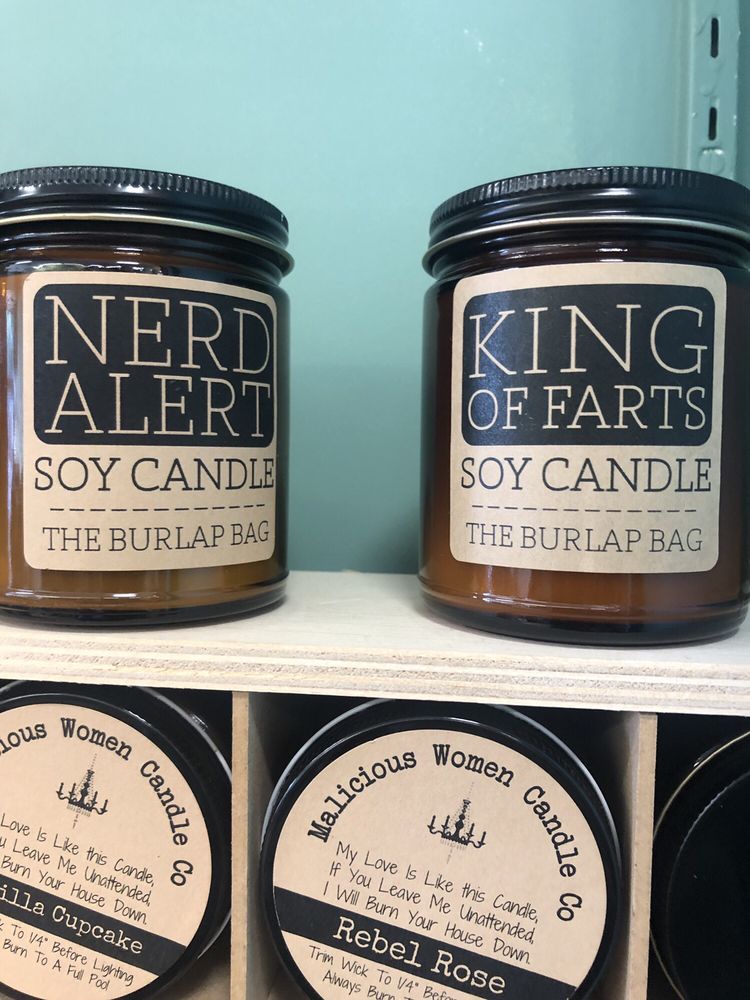 NERD
ALERT
SOY CANDLE
THE BURLAP BAG
KING
OF FARTS
SOY CANDLE
THE BURLAP BAG
Women Candle Co
Love Is Like this Candle,
Leave Me Unattended,
Burn Your House Down.
Cupcake
To 1/4" Before Lighting
Burn To A Full Pool
Malicious Women Candle Co
My Love Is Like this Candle,
If You Leave Me Unattended,
I Will Burn Your House Down.
Rebel Rose
Trim Wick To 1/4" Before
Always Burn